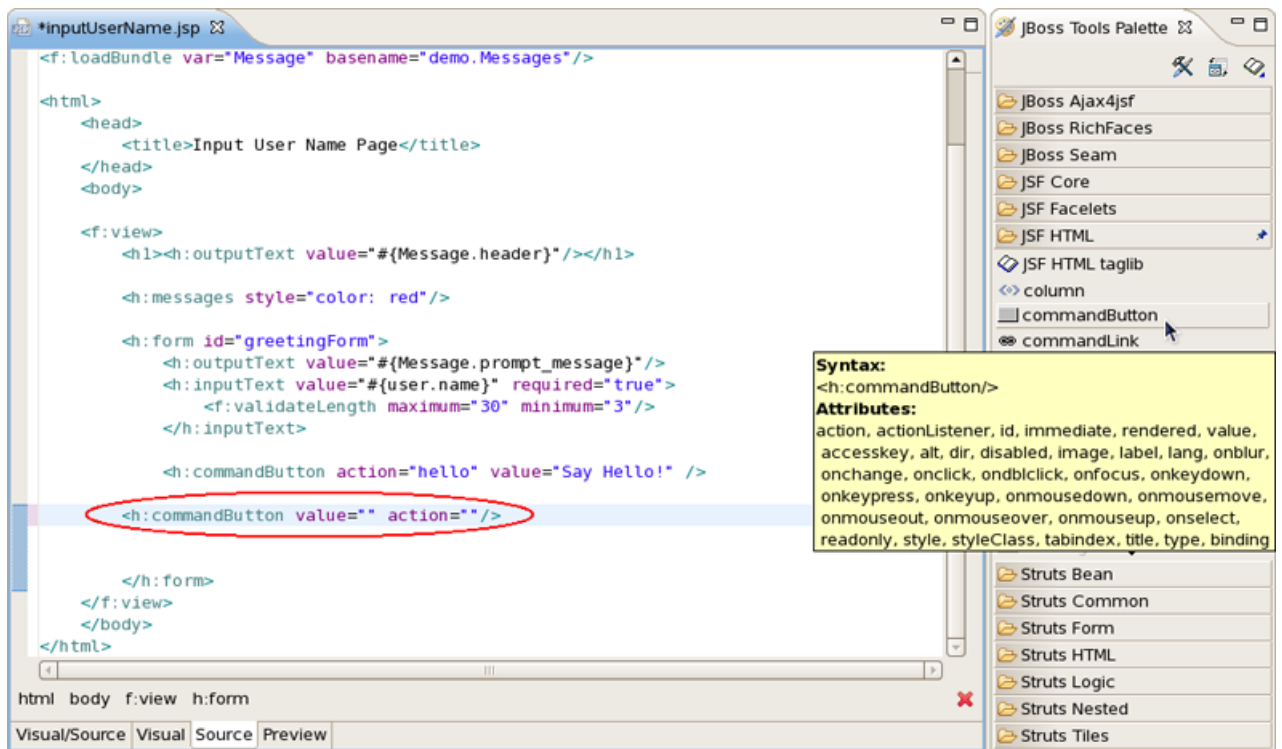 *inputUserName.jsp
<f:loadBundle var="Message" basename="demo.Messages"/>
<html>
<head>
<title>Input User Name Page</title>
</head>
<body>
<f:view>
<h1><h:outputText value="#{Message.header}"/></h1>
<h:messages style="color: red"/>
<h:form id="greetingForm">
<h:outputText value="#{Message.prompt_message}"/>
<h:inputText value="#{user.name}" required="true">
<f:validateLength maximum="30" minimum="3"/>
</h:inputText>
<h:commandButton action="hello" value="Say Hello!" />
<h:commandButton value="" action=""/>
</h:form>
</f:view>
</body>
</html>
html body f:view h:form
Visual/Source Visual Source Preview
JBoss Tools Palette
JBoss Ajax4jsf
JBoss RichFaces
JBoss Seam
JSF Core
JSF Facelets
JSF HTML
JSF HTML taglib
column
commandButton
commandLink
Syntax:
<h:commandButton/>
Attributes:
action, actionListener, id, immediate, rendered, value,
accesskey, alt, dir, disabled, image, label, lang, onblur,
onchange, onclick, ondblclick, onfocus, onkeydown,
onkeypress, onkeyup, onmousedown, onmousemove,
onmouseout, onmouseover, onmouseup, onselect,
readonly, style, styleClass, tabindex, title, type, binding
Struts Bean
Struts Common
Struts Form
Struts HTML
Struts Logic
Struts Nested
Struts Tiles